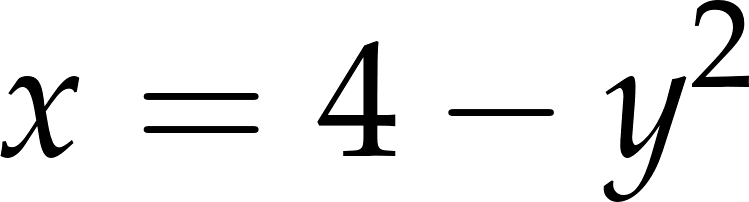 x = 4 − y²